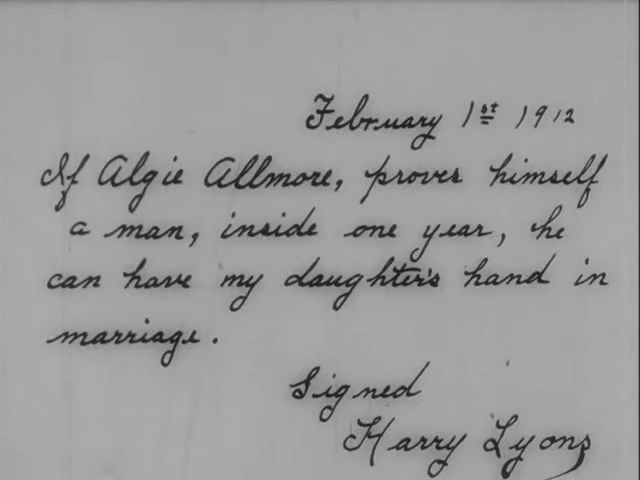 February 1st 1912
If Algie Allmore, proves himself
a man, inside one year, he
can have my daughter's hand in
marriage.
Signed
Harry Lyons